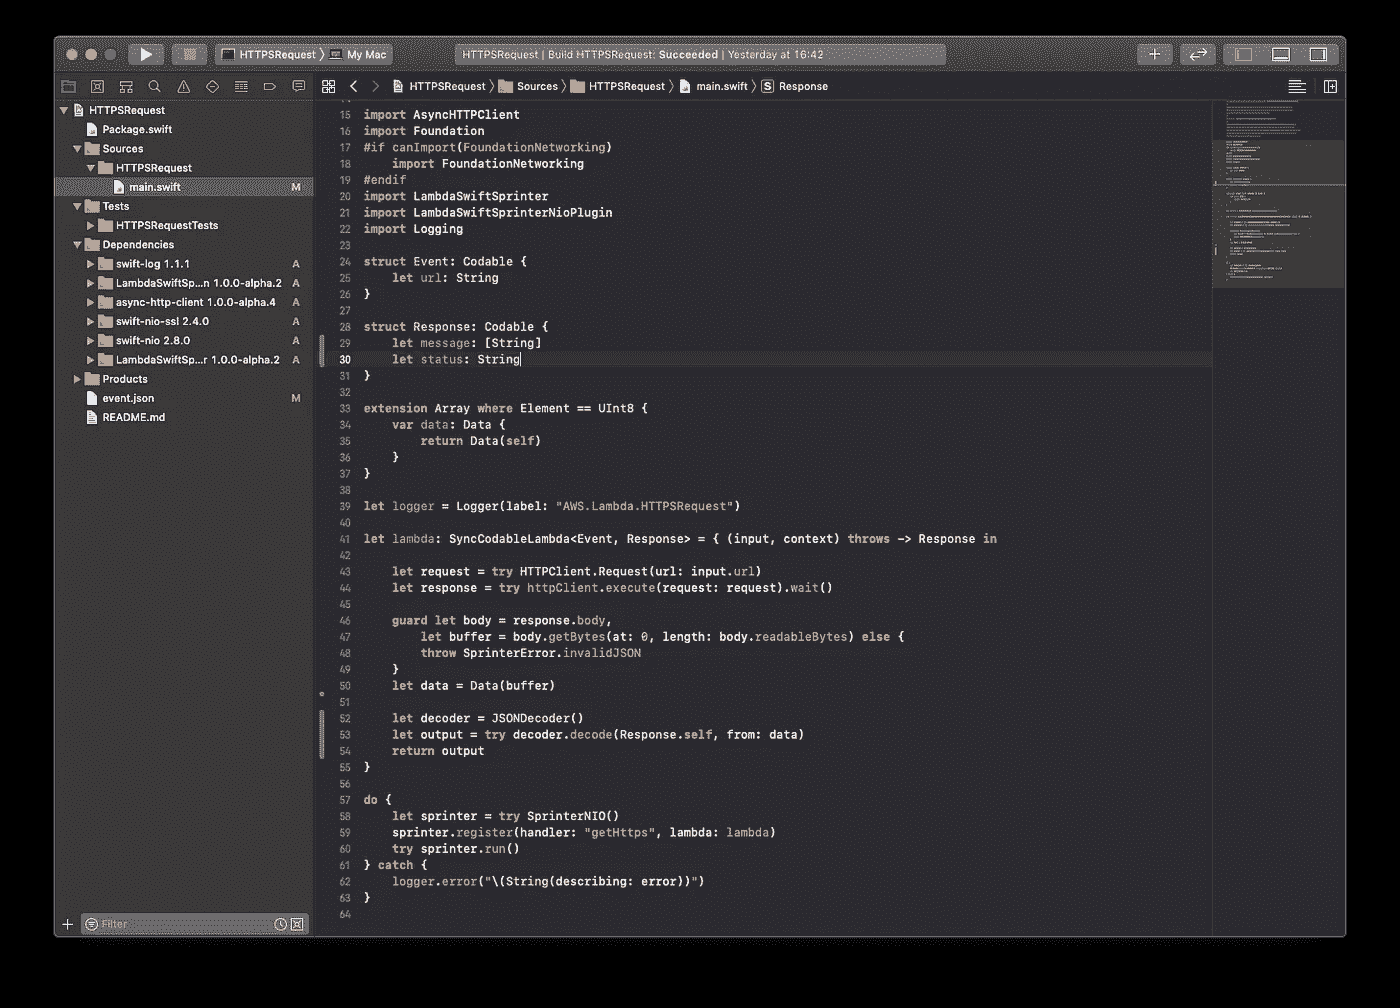 HTTPSRequest 〉 My Mac
HTTPSRequest | Build HTTPSRequest: Succeeded | Yesterday at 16:42
HTTPSRequest 〉 Sources 〉 HTTPSRequest 〉 main.swift 〉 S Response
HTTPSRequest
Package.swift
Sources
HTTPSRequest
main.swift M
Tests
HTTPSRequestTests
Dependencies
swift-log 1.1.1 A
LambdaSwiftSp...n 1.0.0-alpha.2 A
async-http-client 1.0.0-alpha.4 A
swift-nio-ssl 2.4.0 A
swift-nio 2.8.0 A
LambdaSwiftSp...r 1.0.0-alpha.2 A
Products
event.json M
README.md
Filter
15 import AsyncHTTPClient
16 import Foundation
17 #if canImport(FoundationNetworking)
18     import FoundationNetworking
19 #endif
20 import LambdaSwiftSprinter
21 import LambdaSwiftSprinterNioPlugin
22 import Logging
23
24 struct Event: Codable {
25     let url: String
26 }
27
28 struct Response: Codable {
29     let message: [String]
30     let status: String
31 }
32
33 extension Array where Element == UInt8 {
34     var data: Data {
35         return Data(self)
36     }
37 }
38
39 let logger = Logger(label: "AWS.Lambda.HTTPSRequest")
40
41 let lambda: SyncCodableLambda<Event, Response> = { (input, context) throws -> Response in
42
43     let request = try HTTPClient.Request(url: input.url)
44     let response = try httpClient.execute(request: request).wait()
45
46     guard let body = response.body,
47         let buffer = body.getBytes(at: 0, length: body.readableBytes) else {
48         throw SprinterError.invalidJSON
49     }
50     let data = Data(buffer)
51
52     let decoder = JSONDecoder()
53     let output = try decoder.decode(Response.self, from: data)
54     return output
55 }
56
57 do {
58     let sprinter = try SprinterNIO()
59     sprinter.register(handler: "getHttps", lambda: lambda)
60     try sprinter.run()
61 } catch {
62     logger.error("\(String(describing: error))")
63 }
64